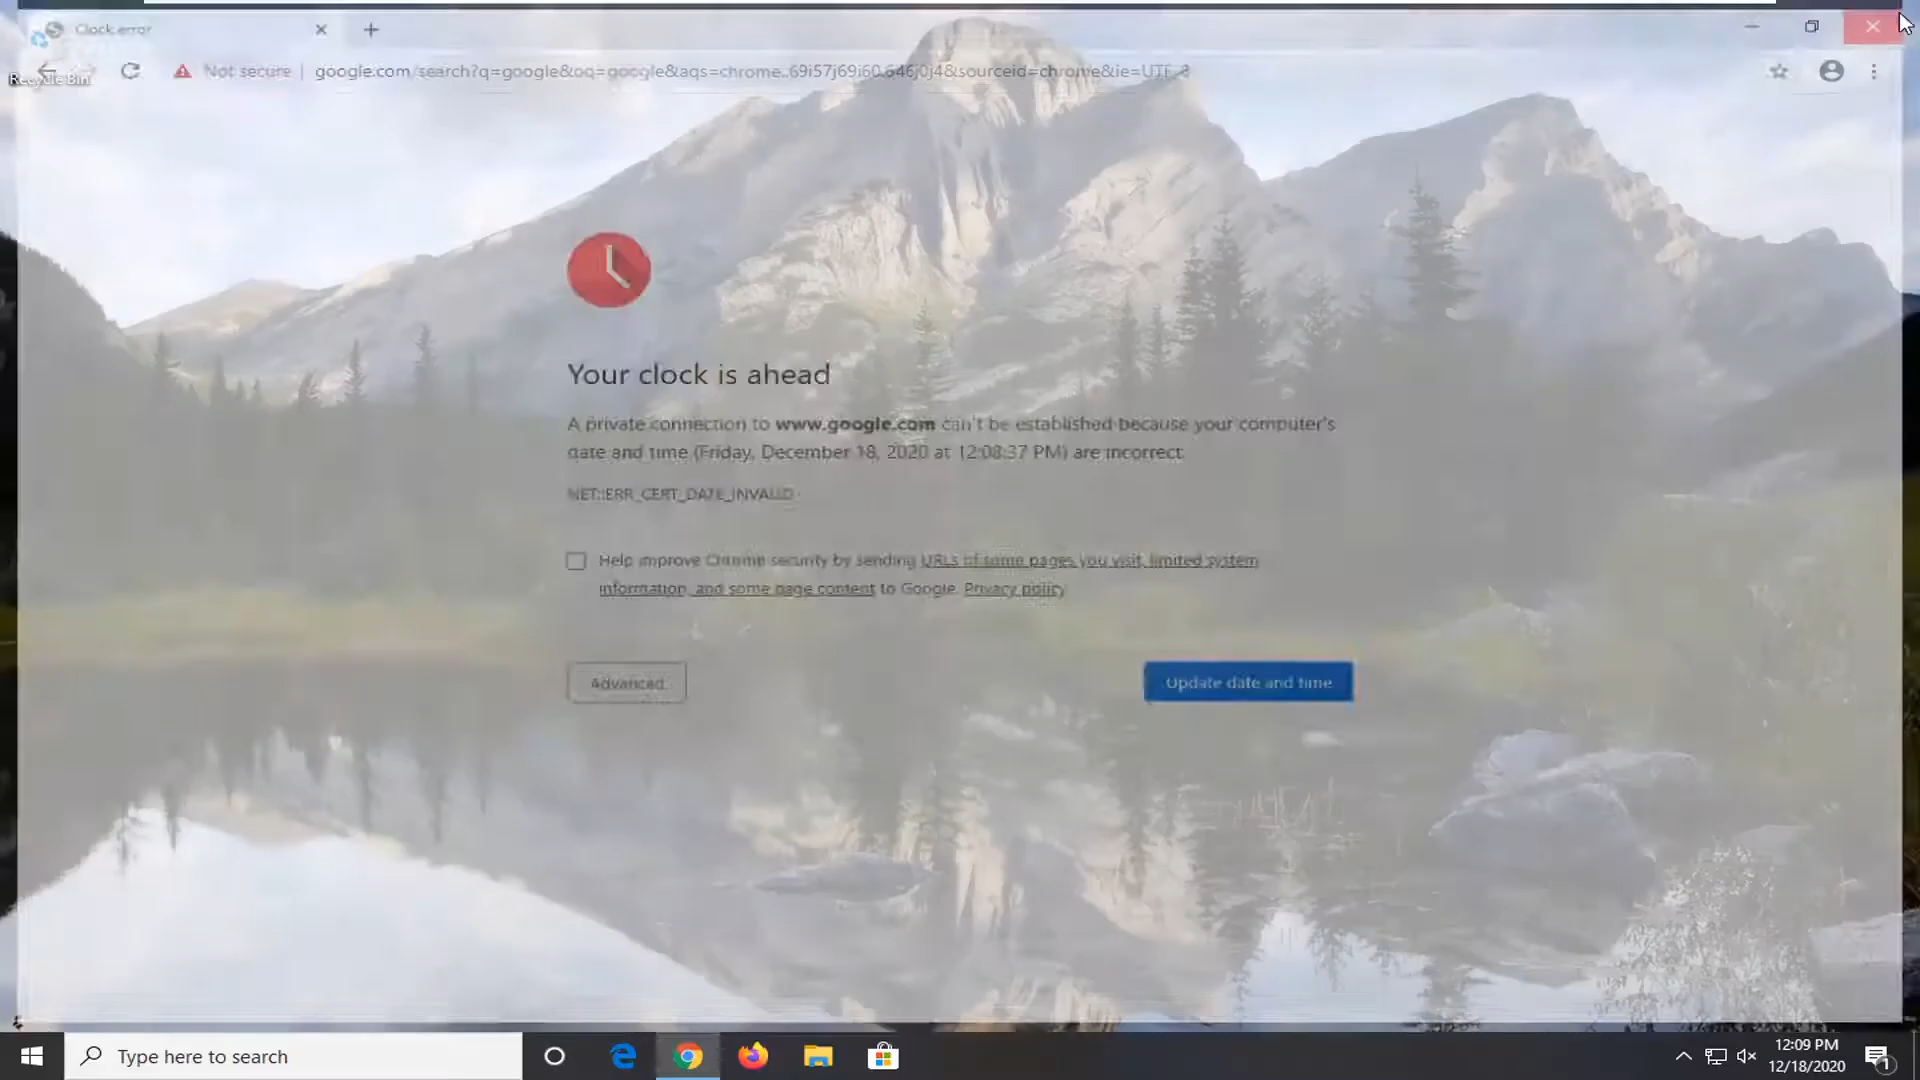 Clock error
Recycle Bin
Not secure
google.com/search?q=google&oq=google&aqs=chrome..69i57j69i60.646j0j4&sourceid=chrome&ie=UTF-8
Your clock is ahead
A private connection to www.google.com can't be established because your computer's
date and time (Friday, December 18, 2020 at 12:08:37 PM) are incorrect.
NET::ERR_CERT_DATE_INVALID
Help improve Chrome security by sending URLs of some pages you visit, limited system
information, and some page content to Google. Privacy policy
Advanced
Update date and time
Type here to search
12:09 PM
12/18/2020
1